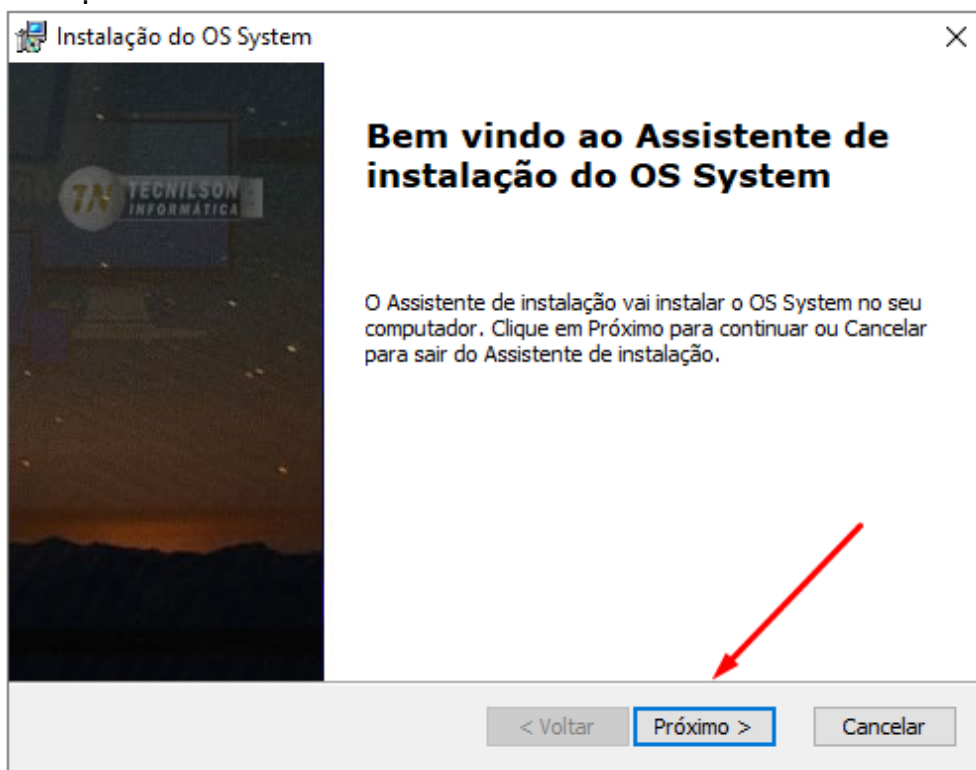 Instalação do OS System
TN TECNILSON
INFORMÁTICA
Bem vindo ao Assistente de
instalação do OS System
O Assistente de instalação vai instalar o OS System no seu
computador. Clique em Próximo para continuar ou Cancelar
para sair do Assistente de instalação.
< Voltar Próximo > Cancelar